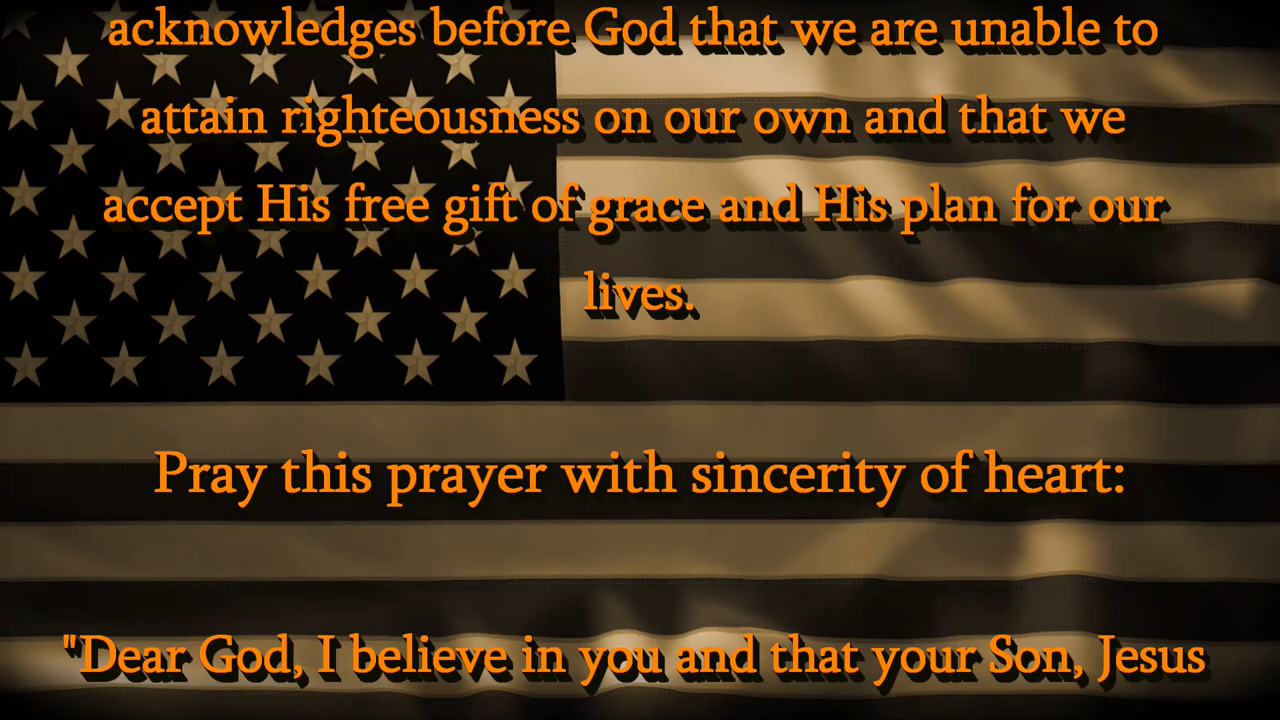 acknowledges before God that we are unable to
attain righteousness on our own and that we
accept His free gift of grace and His plan for our
lives.
Pray this prayer with sincerity of heart:
"Dear God, I believe in you and that your Son, Jesus